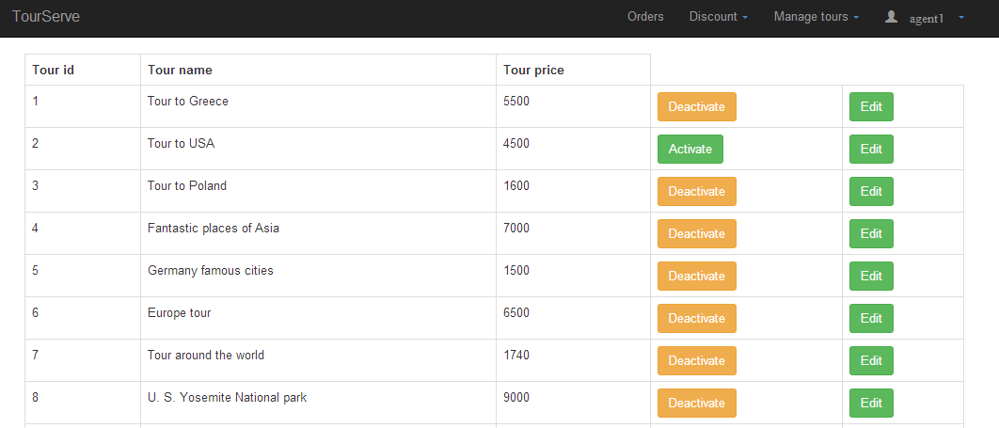 TourServe Orders Discount Manage tours agent1
Tour id Tour name Tour price
1 Tour to Greece 5500 Deactivate Edit
2 Tour to USA 4500 Activate Edit
3 Tour to Poland 1600 Deactivate Edit
4 Fantastic places of Asia 7000 Deactivate Edit
5 Germany famous cities 1500 Deactivate Edit
6 Europe tour 6500 Deactivate Edit
7 Tour around the world 1740 Deactivate Edit
8 U. S. Yosemite National park 9000 Deactivate Edit